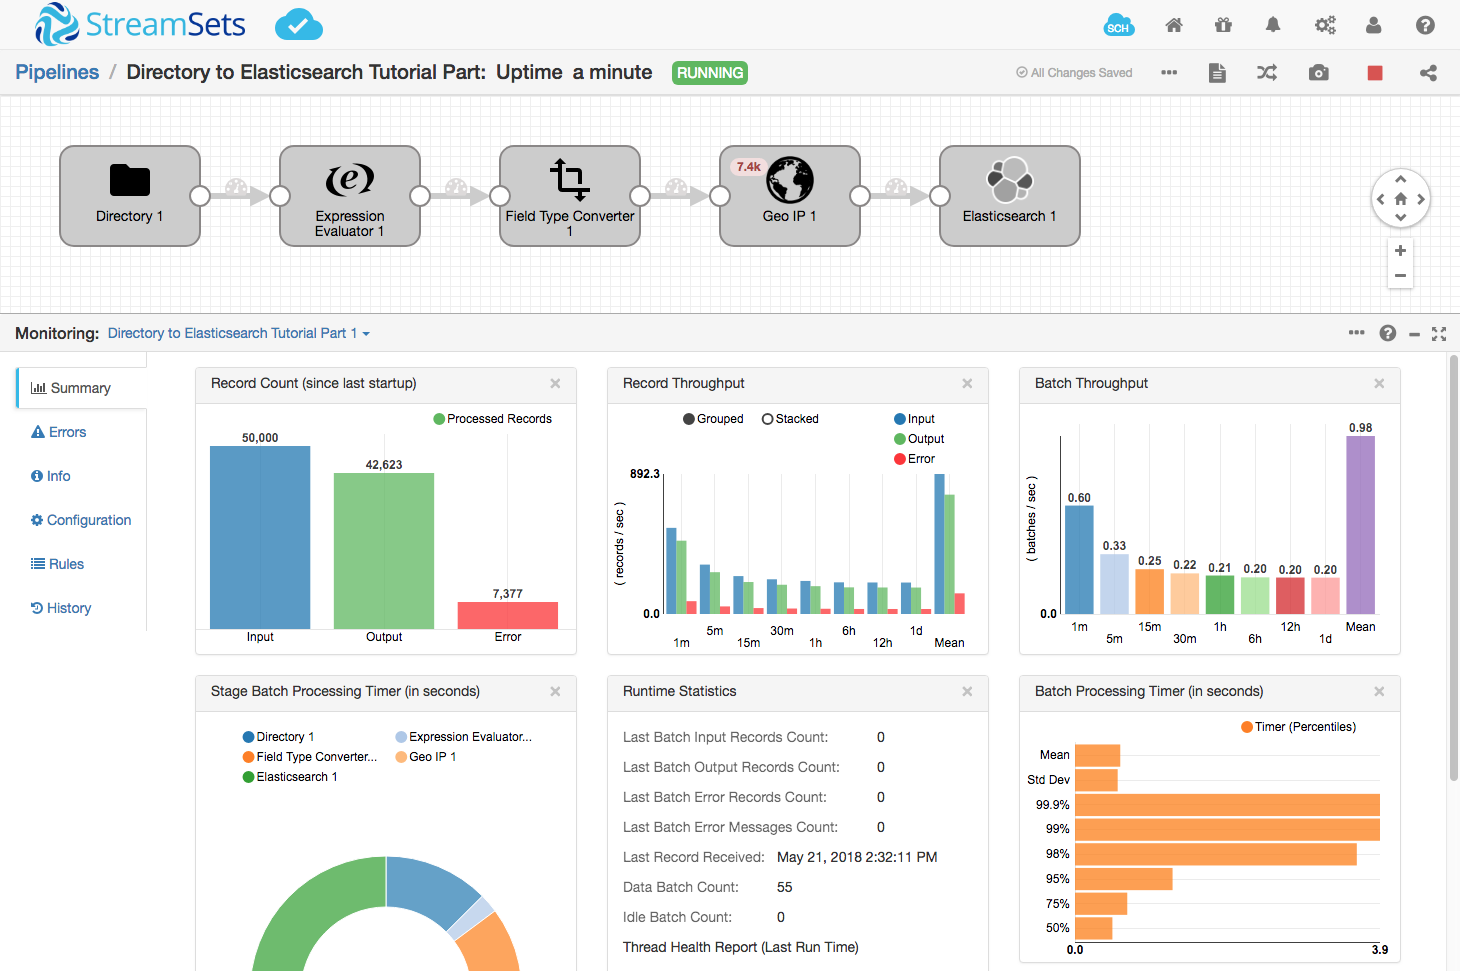 StreamSets
SCH
Pipelines / Directory to Elasticsearch Tutorial Part: Uptime a minute RUNNING
All Changes Saved
Directory 1
Expression
Evaluator 1
Field Type Converter
1
7.4k
Geo IP 1
Elasticsearch 1
Monitoring: Directory to Elasticsearch Tutorial Part 1
Summary
Errors
Info
Configuration
Rules
History
Record Count (since last startup)
Processed Records
50,000
42,623
7,377
Input Output Error
Record Throughput
Grouped Stacked
Input
Output
Error
892.3
( records / sec )
0.0
1m 5m 15m 30m 1h 6h 12h 1d Mean
Batch Throughput
( batches / sec )
0.0
0.60 0.33 0.25 0.22 0.21 0.20 0.20 0.20 0.98
1m 5m 15m 30m 1h 6h 12h 1d Mean
Stage Batch Processing Timer (in seconds)
Directory 1
Expression Evaluator...
Field Type Converter...
Geo IP 1
Elasticsearch 1
Runtime Statistics
Last Batch Input Records Count: 0
Last Batch Output Records Count: 0
Last Batch Error Records Count: 0
Last Batch Error Messages Count: 0
Last Record Received: May 21, 2018 2:32:11 PM
Data Batch Count: 55
Idle Batch Count: 0
Thread Health Report (Last Run Time)
Batch Processing Timer (in seconds)
Timer (Percentiles)
Mean
Std Dev
99.9%
99%
98%
95%
75%
50%
0.0 3.9